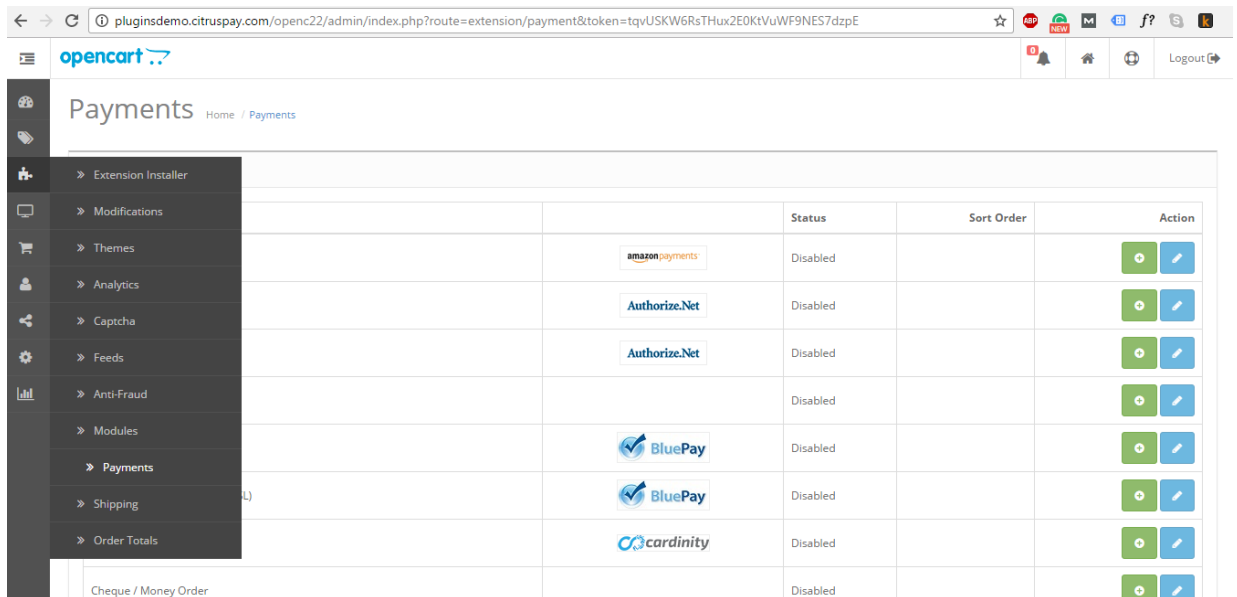 pluginsdemo.citruspay.com/openc22/admin/index.php?route=extension/payment&token=tqvUSKW6RsTHux2E0KtVuWF9NES7dzpE
ABP
NEW
M
f?
S
k
opencart
0
Logout
Payments Home / Payments
Extension Installer
Modifications
Themes
Analytics
Captcha
Feeds
Anti-Fraud
Modules
Payments
Shipping
Order Totals
Status Sort Order Action
amazon payments Disabled
Authorize.Net Disabled
Authorize.Net Disabled
Disabled
BluePay Disabled
L) BluePay Disabled
cardinity Disabled
Cheque / Money Order Disabled